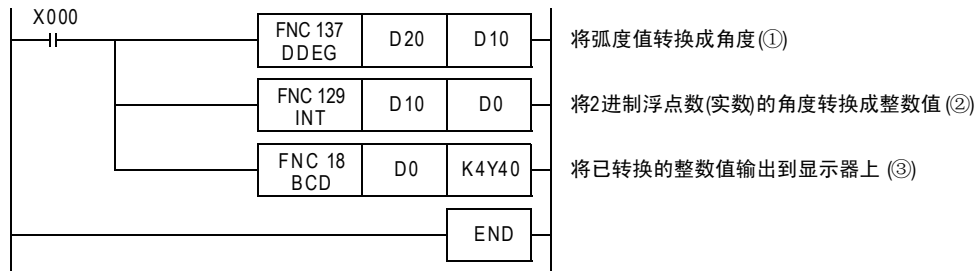 X000
FNC 137
DDEG
D20
D10
将弧度值转换成角度(①)
FNC 129
INT
D10
D0
将2进制浮点数(实数)的角度转换成整数值(②)
FNC 18
BCD
D0
K4Y40
将已转换的整数值输出到显示器上 (③)
END